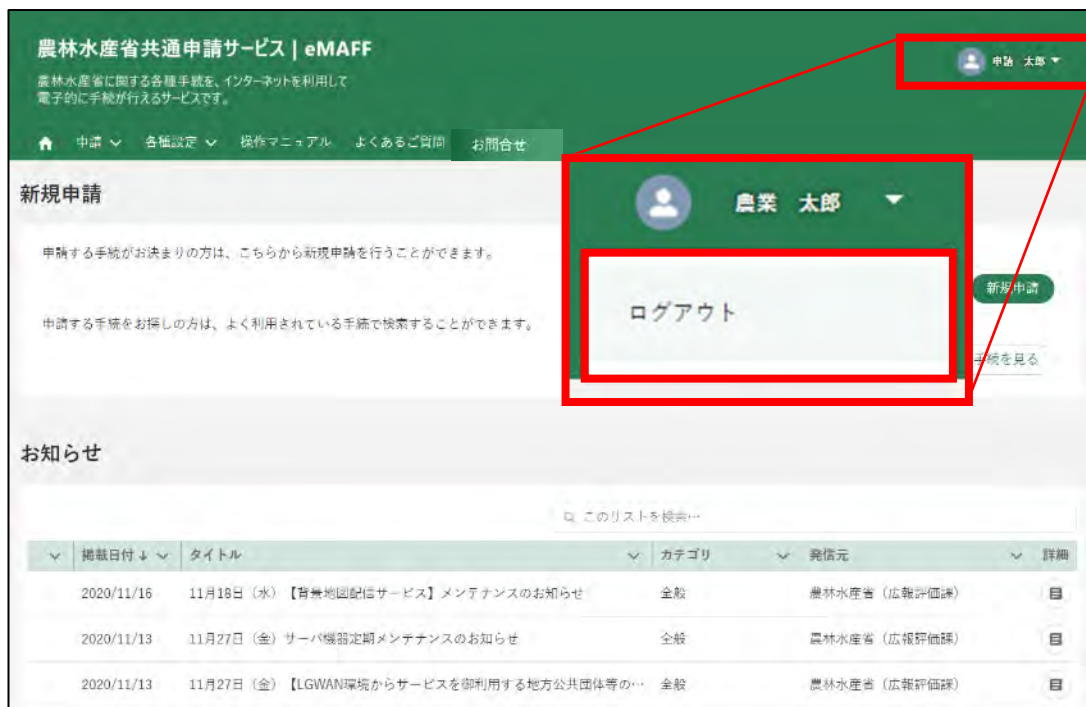 農林水産省共通申請サービス | eMAFF
申請 太郎
農林水産省に関する各種手続を、インターネットを利用して
電子的に手続が行えるサービスです。
申請 各種設定 操作マニュアル よくあるご質問 お問合せ
新規申請
農業 太郎
申請する手続がお決まりの方は、こちらから新規申請を行うことができます。
新規申請
ログアウト
申請する手続をお探しの方は、よく利用されている手続で検索することができます。
手続を見る
お知らせ
このリストを検索…
掲載日付↓ タイトル カテゴリ 発信元 詳細
2020/11/16 11月18日（水）【背景地図配信サービス】メンテナンスのお知らせ 全般 農林水産省（広報評価課）
2020/11/13 11月27日（金）サーバ機器定期メンテナンスのお知らせ 全般 農林水産省（広報評価課）
2020/11/13 11月27日（金）【LGWAN環境からサービスを御利用する地方公共団体等の… 全般 農林水産省（広報評価課）